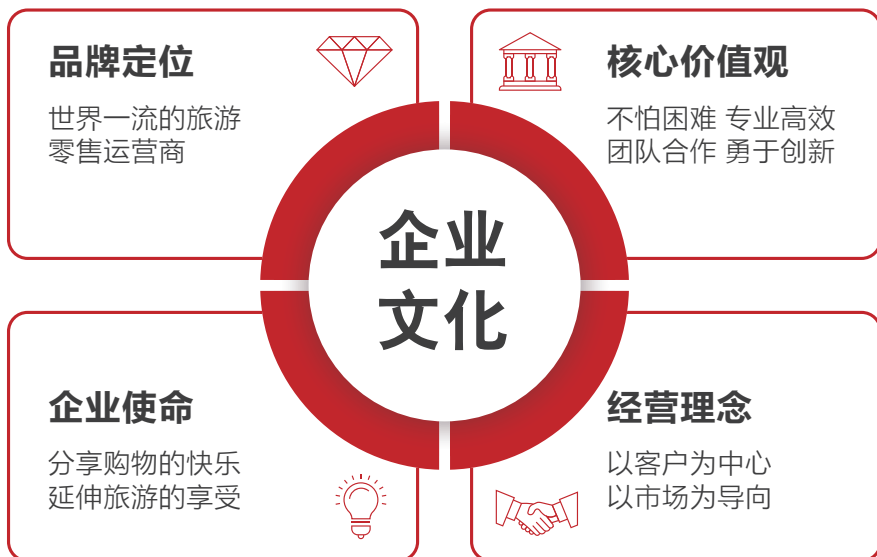 品牌定位
世界一流的旅游
零售运营商
核心价值观
不怕困难 专业高效
团队合作 勇于创新
企业
文化
企业使命
分享购物的快乐
延伸旅游的享受
经营理念
以客户为中心
以市场为导向